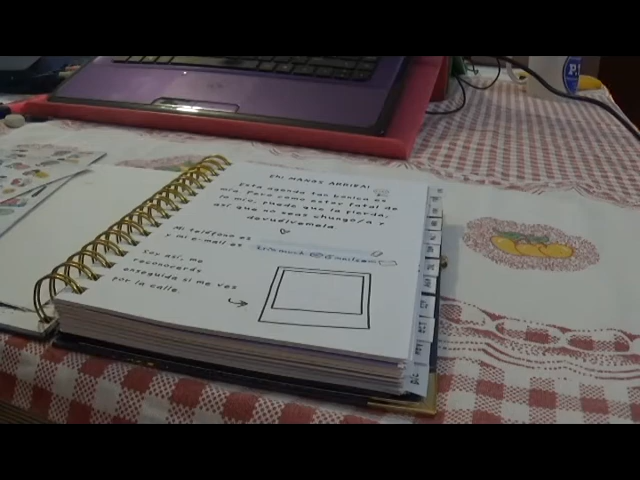 ¡EH! MANOS ARRIBA!
Esta agenda tan bonica es
mía. Pero como estoy fatal de
lo mío, puede que la pierda,
así que no seas chungo/a y
devuélvemela
Mi teléfono es
y mi e-mail es
Soy así, me
reconocerás
enseguida si me ves
por la calle.